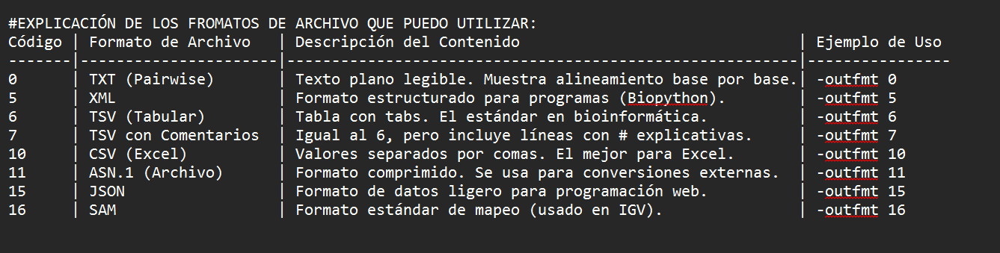 #EXPLICACIÓN DE LOS FROMATOS DE ARCHIVO QUE PUEDO UTILIZAR:
Código | Formato de Archivo   | Descripción del Contenido                               | Ejemplo de Uso
-------|----------------------|---------------------------------------------------------|----------------
0      | TXT (Pairwise)       | Texto plano legible. Muestra alineamiento base por base.| -outfmt 0
5      | XML                  | Formato estructurado para programas (Biopython).        | -outfmt 5
6      | TSV (Tabular)        | Tabla con tabs. El estándar en bioinformática.          | -outfmt 6
7      | TSV con Comentarios  | Igual al 6, pero incluye líneas con # explicativas.     | -outfmt 7
10     | CSV (Excel)          | Valores separados por comas. El mejor para Excel.       | -outfmt 10
11     | ASN.1 (Archivo)      | Formato comprimido. Se usa para conversiones externas.  | -outfmt 11
15     | JSON                 | Formato de datos ligero para programación web.          | -outfmt 15
16     | SAM                  | Formato estándar de mapeo (usado en IGV).               | -outfmt 16